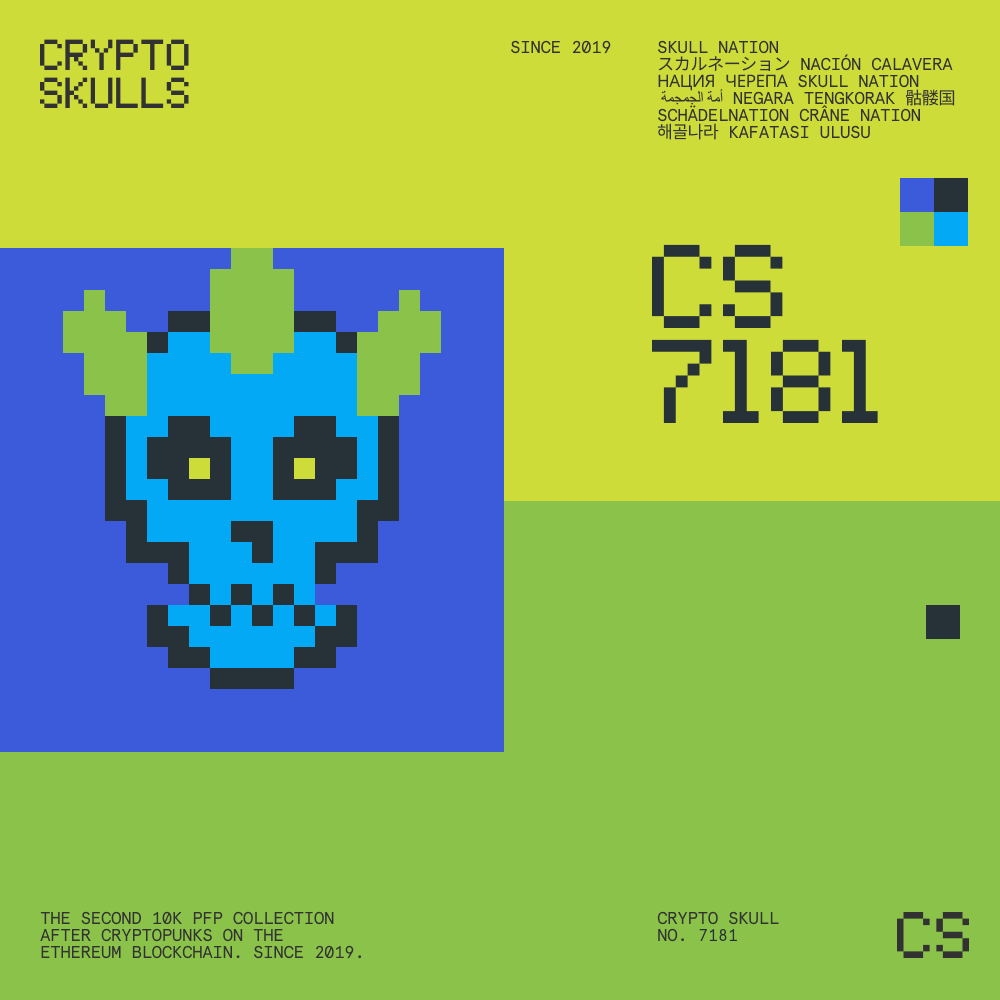 CRYPTO
SKULLS
SINCE 2019
SKULL NATION
スカルネーション NACIÓN CALAVERA
НАЦИЯ ЧЕРЕПА SKULL NATION
أمة الجمجمة NEGARA TENGKORAK 骷髅国
SCHÄDELNATION CRÂNE NATION
해골나라 KAFATASI ULUSU
CS
7181
THE SECOND 10K PFP COLLECTION
AFTER CRYPTOPUNKS ON THE
ETHEREUM BLOCKCHAIN. SINCE 2019.
CRYPTO SKULL
NO. 7181
CS